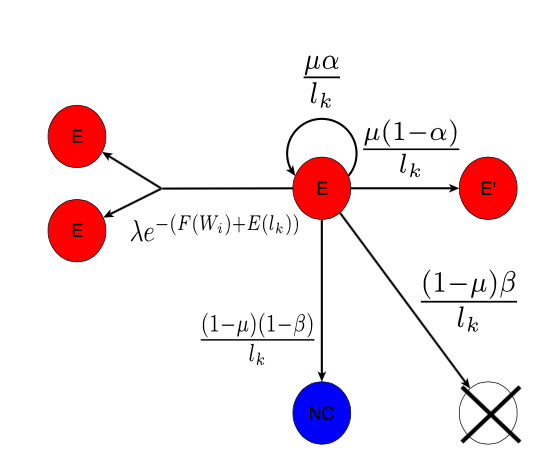 μα
l_k
E
μ(1−α)
l_k
E
E'
E
λe^{−(F(W_i)+E(l_k))}
(1−μ)β
l_k
(1−μ)(1−β)
l_k
NC